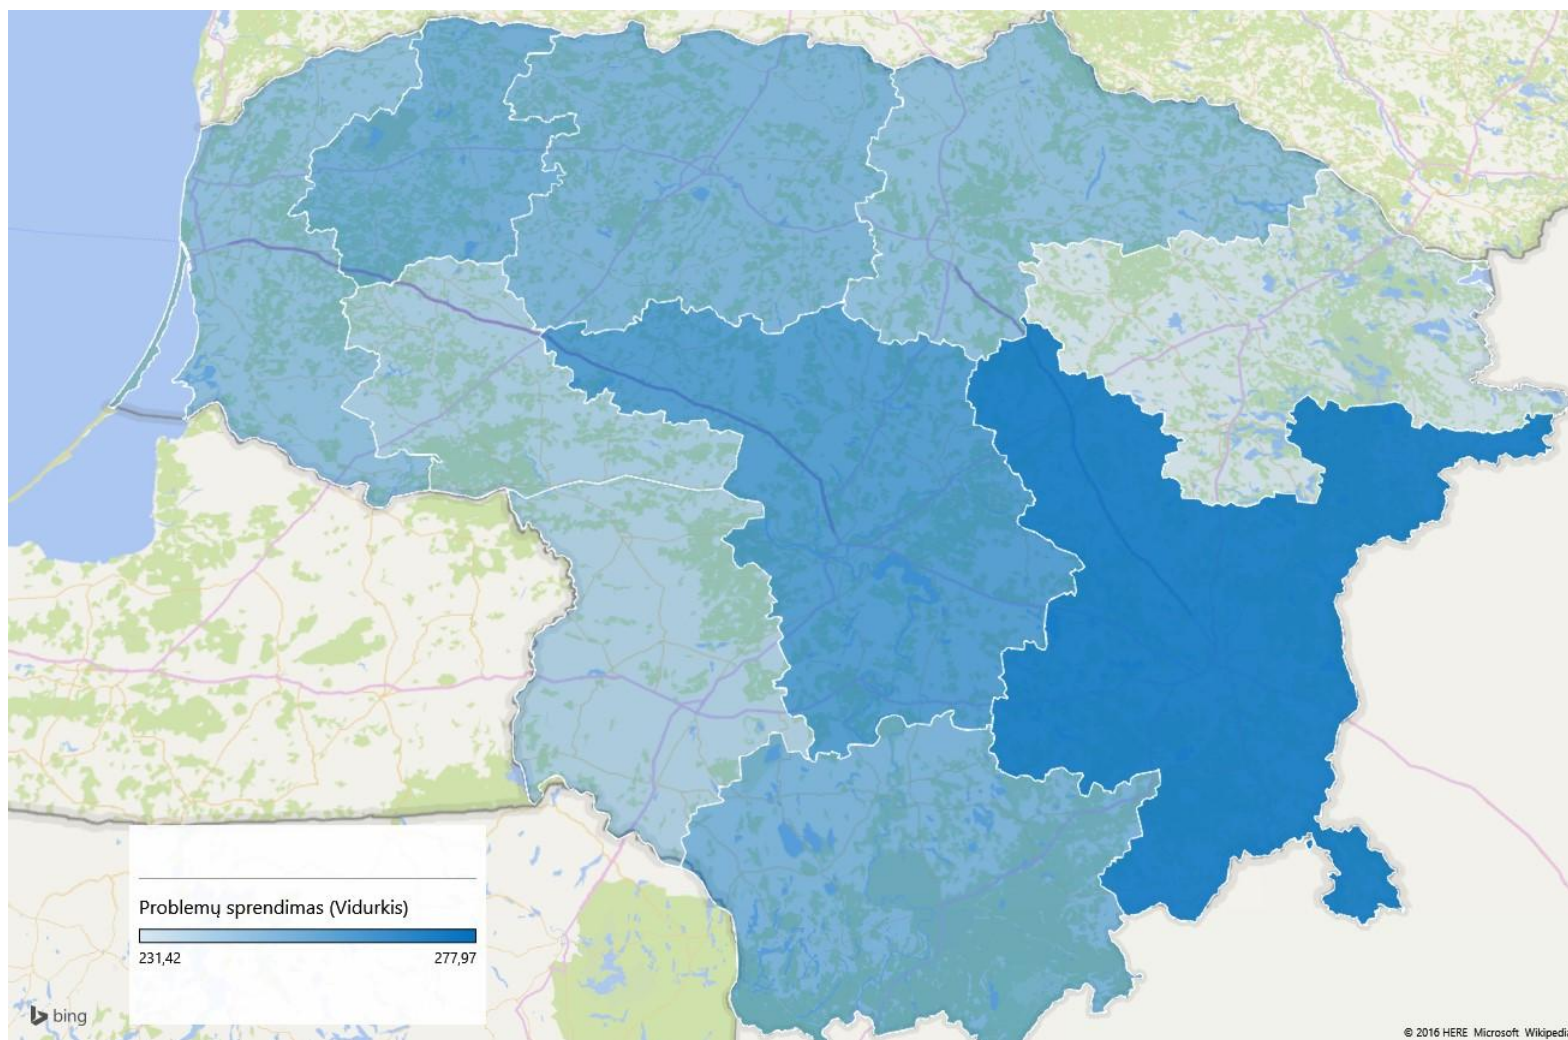 Problemų sprendimas (Vidurkis)
231,42 277,97
bing
© 2016 HERE Microsoft Wikipedia